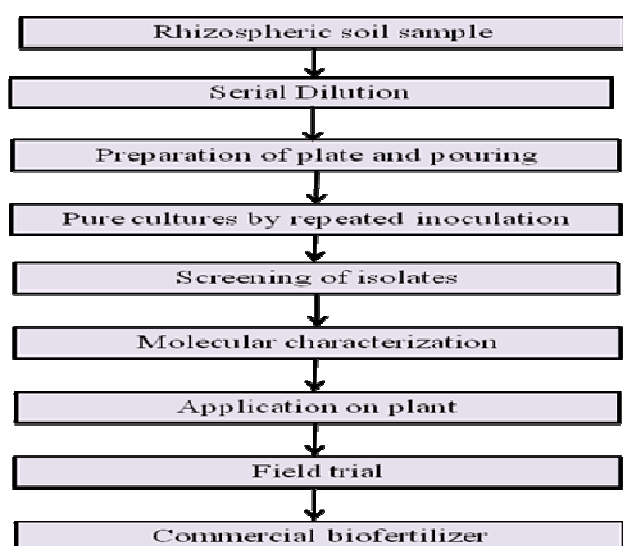 Rhizospheric soil sample
Serial Dilution
Preparation of plate and pouring
Pure cultures by repeated inoculation
Screening of isolates
Molecular characterization
Application on plant
Field trial
Commercial biofertilizer